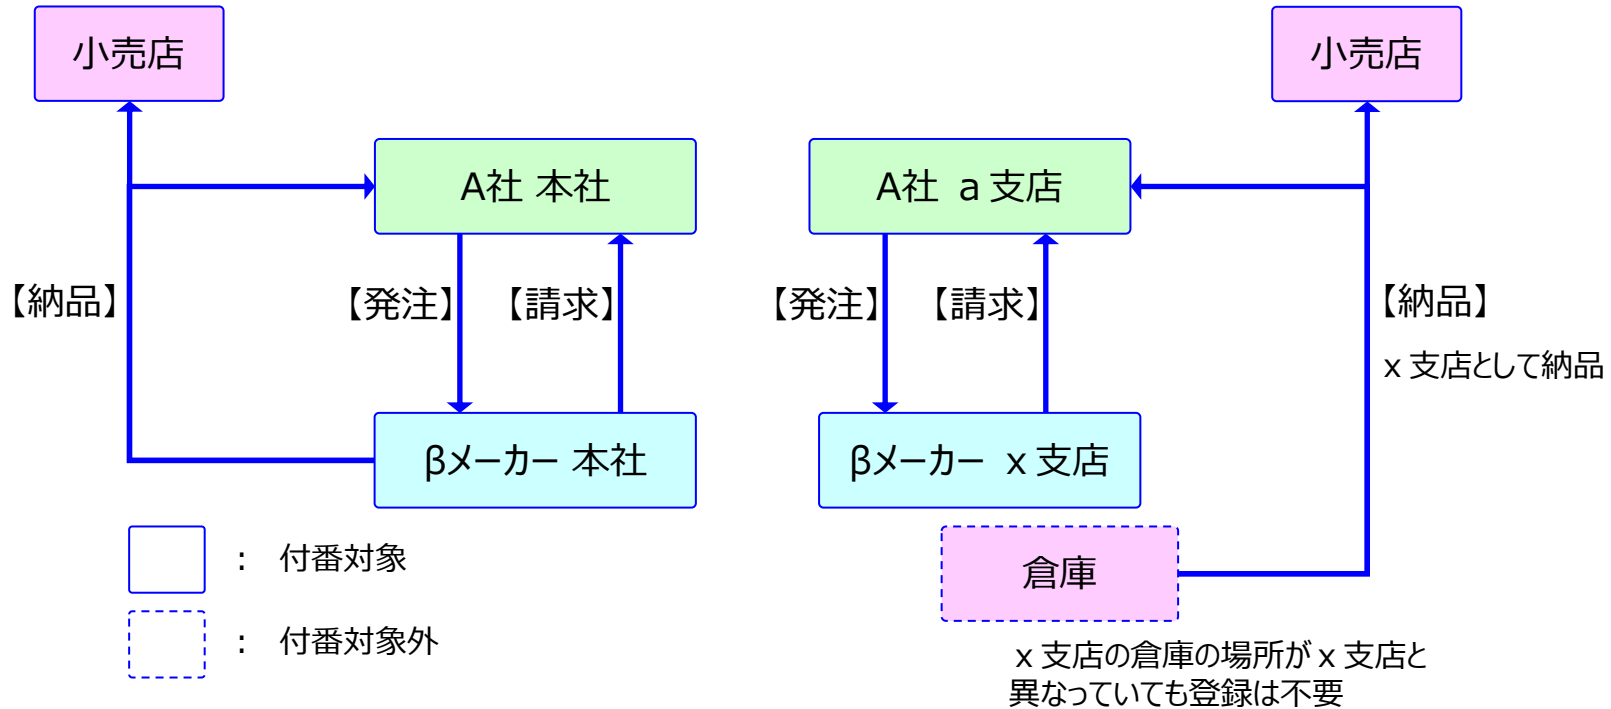 小売店
小売店
A社 本社
A社 a 支店
【納品】
【発注】
【請求】
【発注】
【請求】
【納品】
x 支店として納品
βメーカー 本社
βメーカー x 支店
： 付番対象
倉庫
： 付番対象外
x 支店の倉庫の場所が x 支店と
異なっていても登録は不要